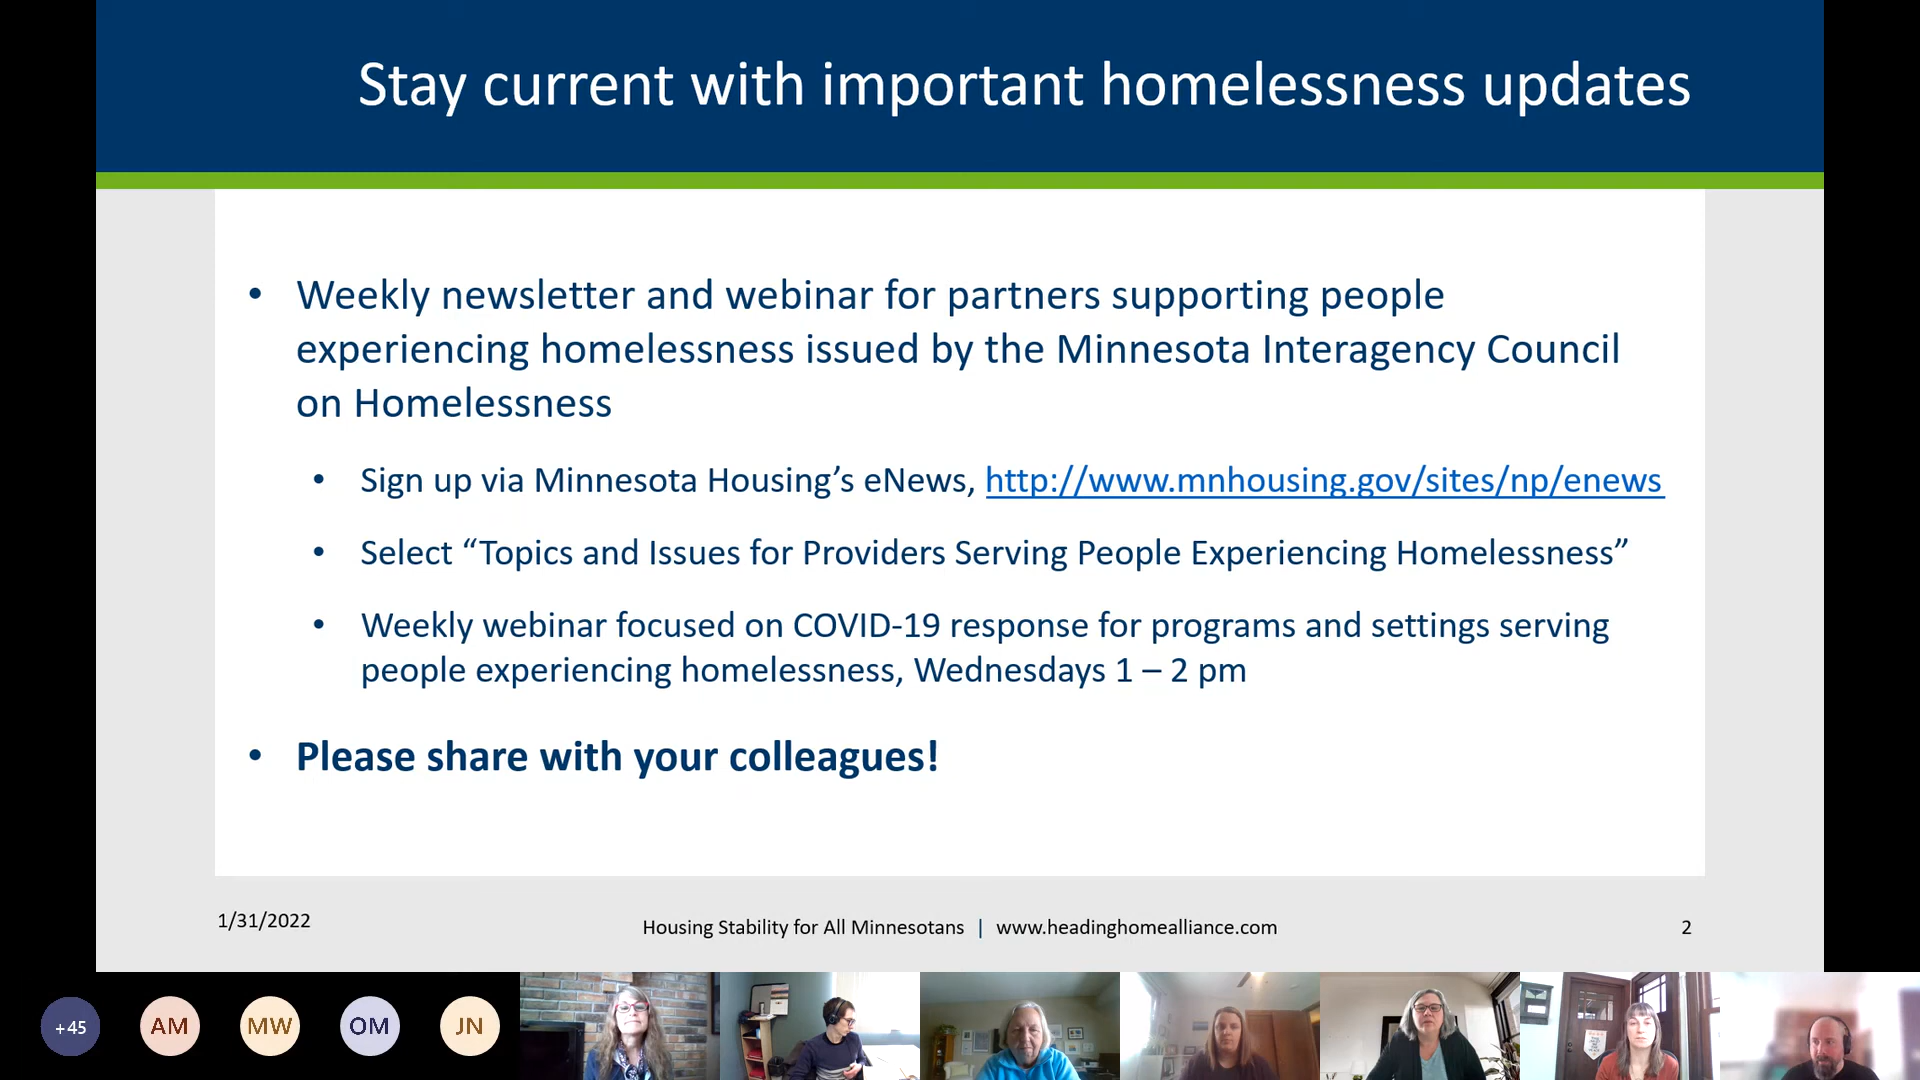 Stay current with important homelessness updates
• Weekly newsletter and webinar for partners supporting people
experiencing homelessness issued by the Minnesota Interagency Council
on Homelessness
• Sign up via Minnesota Housing’s eNews, http://www.mnhousing.gov/sites/np/enews
• Select “Topics and Issues for Providers Serving People Experiencing Homelessness”
• Weekly webinar focused on COVID-19 response for programs and settings serving
people experiencing homelessness, Wednesdays 1 – 2 pm
• Please share with your colleagues!
1/31/2022
Housing Stability for All Minnesotans | www.headinghomealliance.com
2
+45
AM
MW
OM
JN